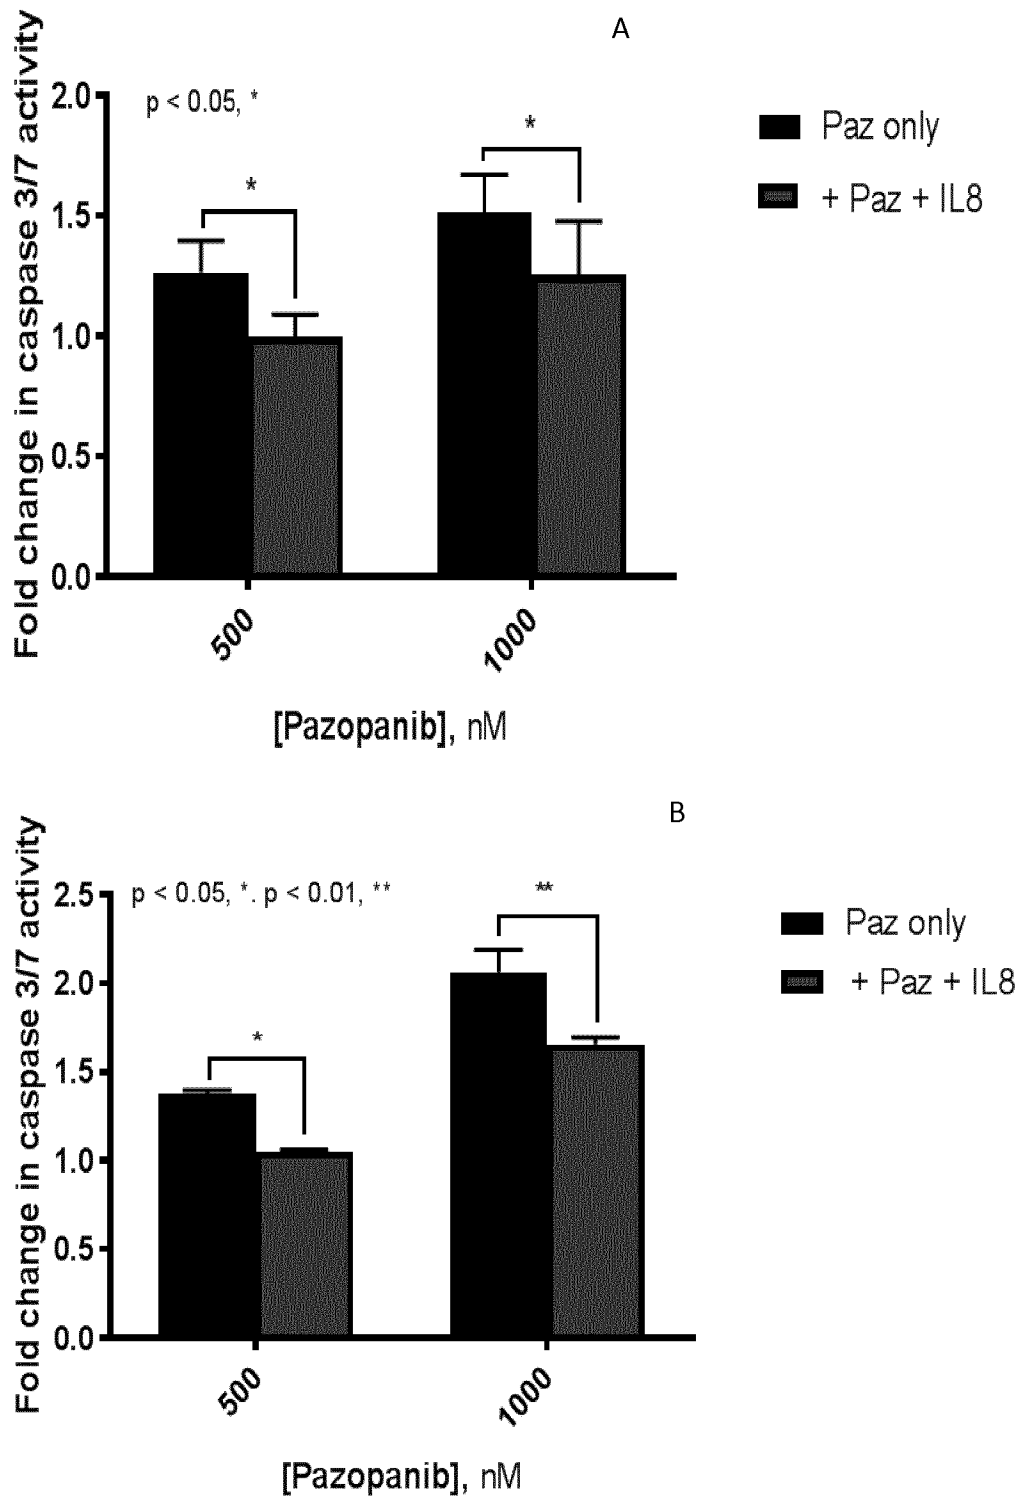 A
Fold change in caspase 3/7 activity
2.0
1.5
1.0
0.5
0.0
p < 0.05, *
*
*
Paz only
+ Paz + IL8
500
1000
[Pazopanib], nM
B
Fold change in caspase 3/7 activity
2.5
2.0
1.5
1.0
0.5
0.0
p < 0.05, *. p < 0.01, **
*
**
Paz only
+ Paz + IL8
500
1000
[Pazopanib], nM